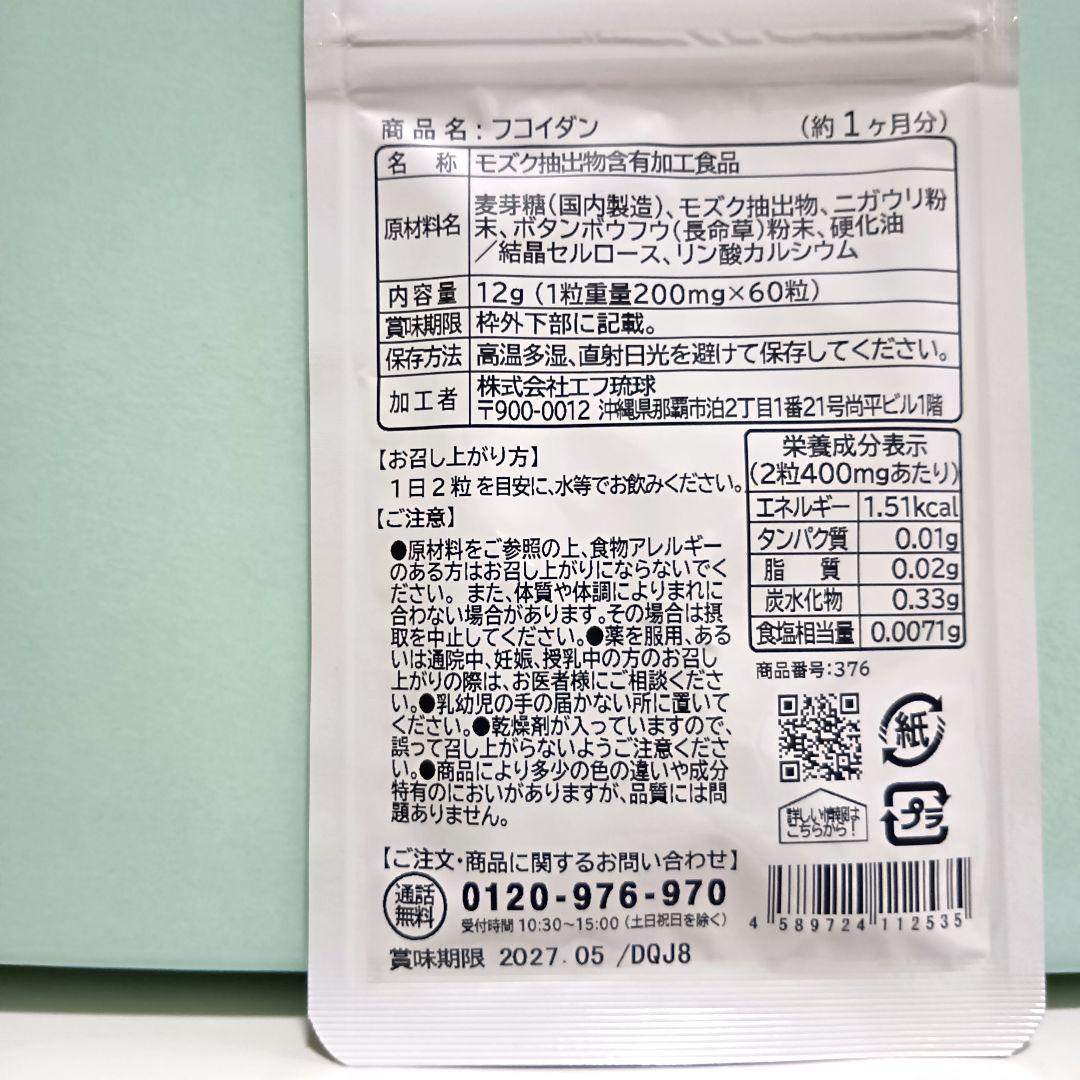 商品名:フコイダン (約1ヶ月分)
名称 モズク抽出物含有加工食品
原材料名 麦芽糖(国内製造)、モズク抽出物、ニガウリ粉
末、ボタンボウフウ(長命草)粉末、硬化油
/結晶セルロース、リン酸カルシウム
内容量 12g(1粒重量200mg×60粒)
賞味期限 枠外下部に記載。
保存方法 高温多湿、直射日光を避けて保存してください。
加工者 株式会社エフ琉球
〒900-0012 沖縄県那覇市泊2丁目1番21号尚平ビル1階
【お召し上がり方】
1日2粒を目安に、水等でお飲みください。
【ご注意】
●原材料をご参照の上、食物アレルギー
のある方はお召し上がりにならないでく
ださい。また、体質や体調によりまれに
合わない場合があります。その場合は摂
取を中止してください。●薬を服用、ある
いは通院中、妊娠、授乳中の方のお召し
上がりの際は、お医者様にご相談くださ
い。●乳幼児の手の届かない所に置いて
ください。●乾燥剤が入っていますので、
誤って召し上がらないようご注意くださ
い。●商品により多少の色の違いや成分
特有のにおいがありますが、品質には問
題ありません。
栄養成分表示
(2粒400mgあたり)
エネルギー 1.51kcal
タンパク質 0.01g
脂質 0.02g
炭水化物 0.33g
食塩相当量 0.0071g
商品番号:376
紙
プラ
詳しい情報は
こちらから!
【ご注文・商品に関するお問い合わせ】
通話
無料
0120-976-970
受付時間 10:30~15:00(土日祝日を除く)
4 589724 112535
賞味期限 2027.05 /DQJ8